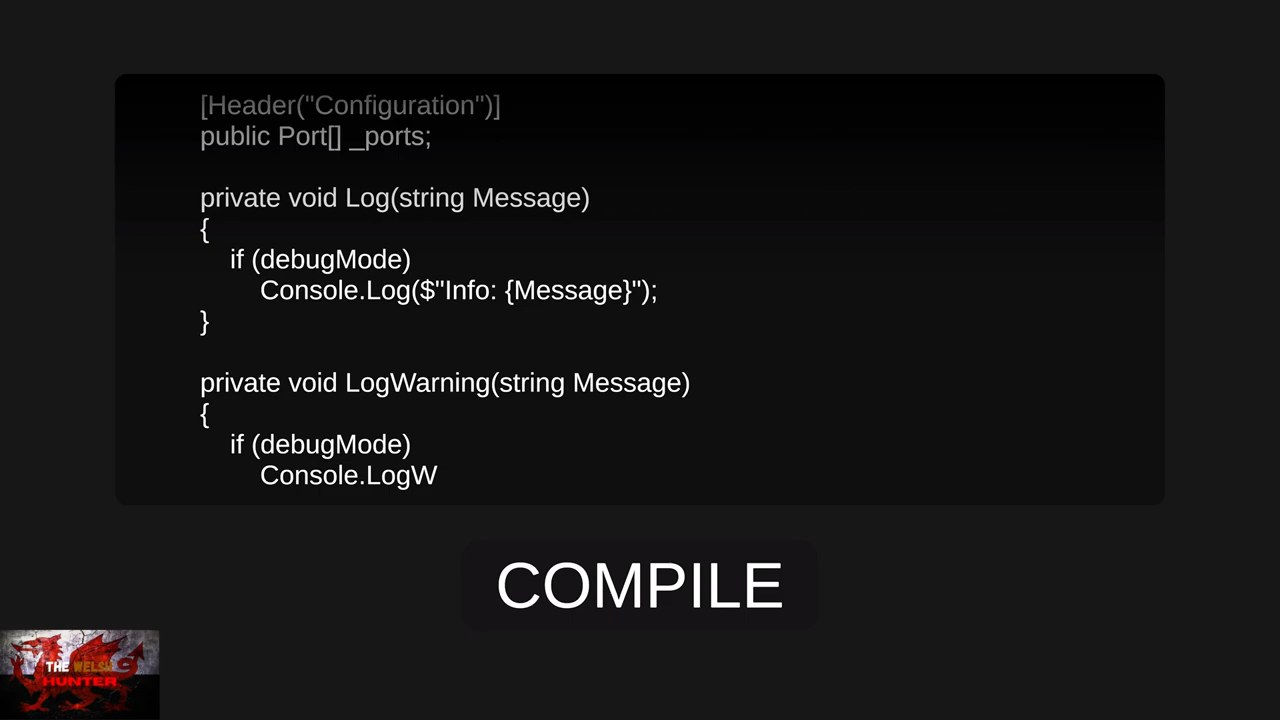 [Header("Configuration")]
public Port[] _ports;
private void Log(string Message)
{
if (debugMode)
Console.Log($"Info: {Message}");
}
private void LogWarning(string Message)
{
if (debugMode)
Console.LogW
COMPILE
THE WELSH
HUNTER